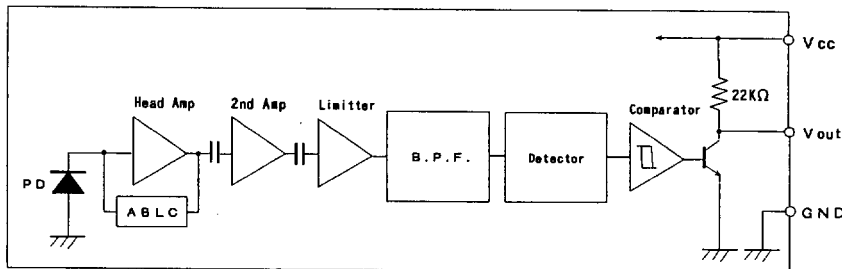 Vcc
Head Amp
2nd Amp
Limitter
Comparator
22KΩ
Vout
B.P.F.
Detector
PD
ABLC
GND